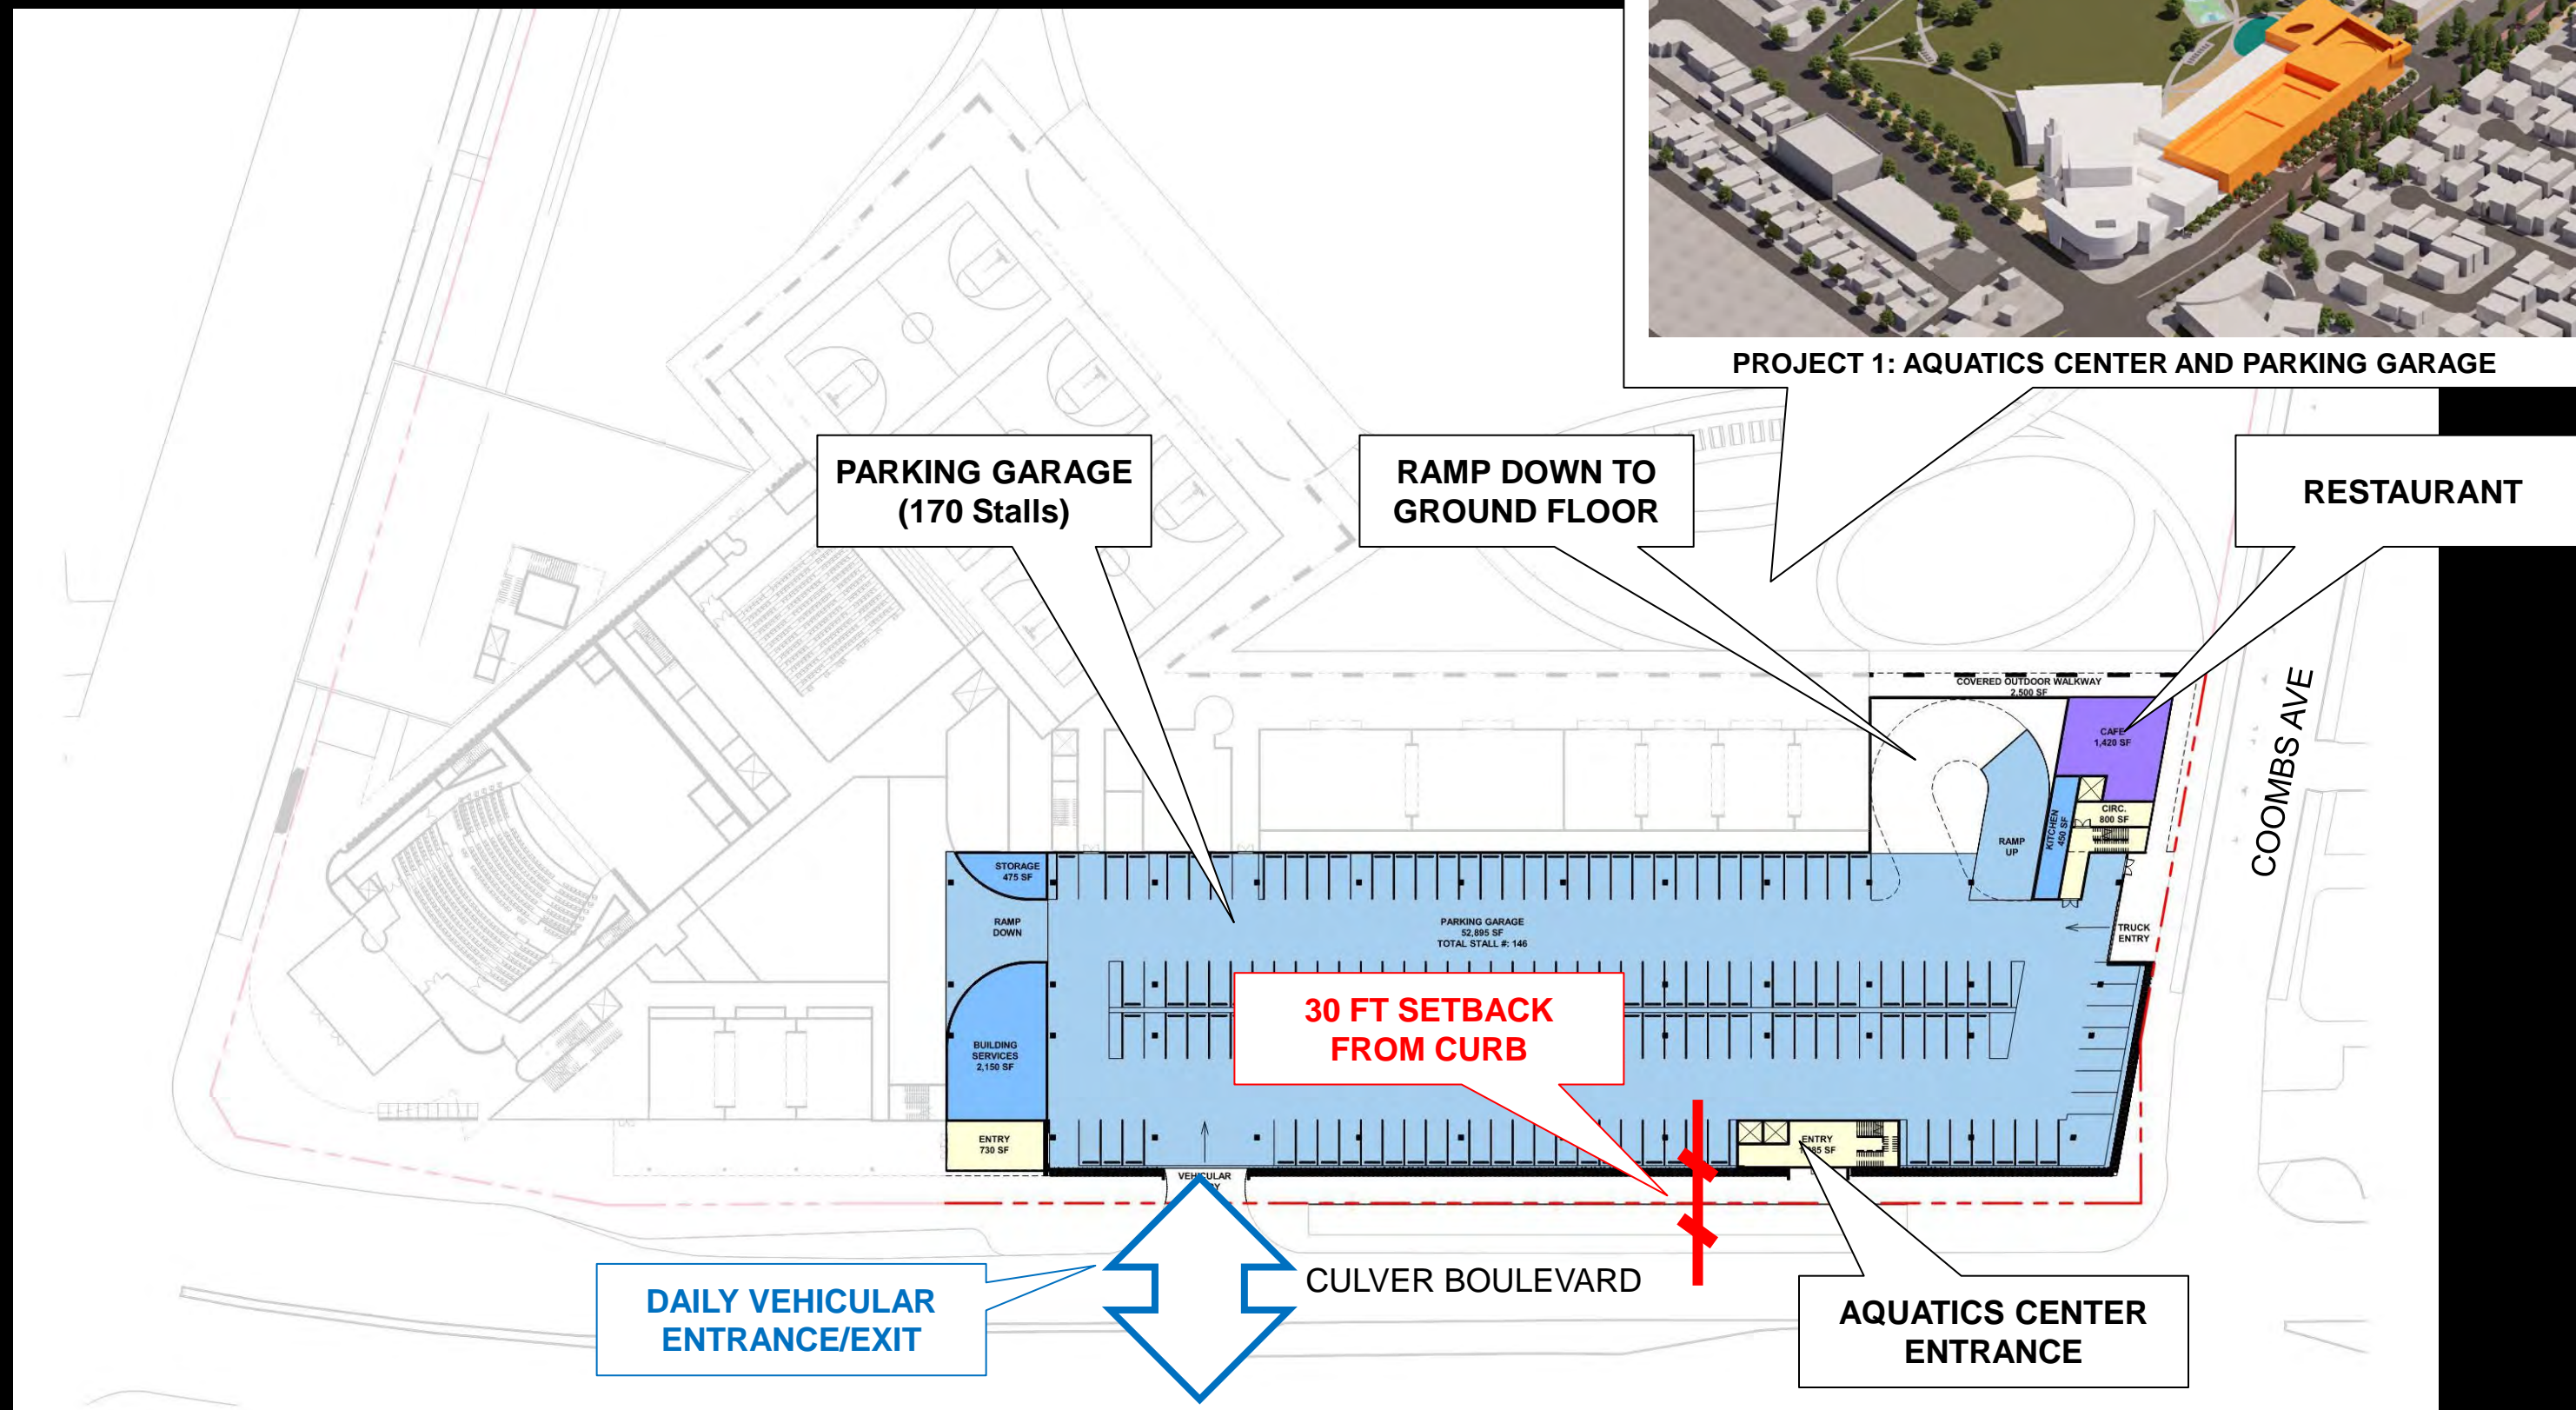 PROJECT 1: AQUATICS CENTER AND PARKING GARAGE
PARKING GARAGE
(170 Stalls)
RAMP DOWN TO
GROUND FLOOR
RESTAURANT
COVERED OUTDOOR WALKWAY
2,500 SF
CAFE
1,420 SF
COOMBS AVE
CIRC.
800 SF
KITCHEN
450 SF
RAMP
UP
STORAGE
475 SF
RAMP
DOWN
PARKING GARAGE
52,895 SF
TOTAL STALL #: 146
TRUCK
ENTRY
30 FT SETBACK
FROM CURB
BUILDING
SERVICES
2,150 SF
ENTRY
730 SF
ENTRY
SF
CULVER BOULEVARD
DAILY VEHICULAR
ENTRANCE/EXIT
AQUATICS CENTER
ENTRANCE